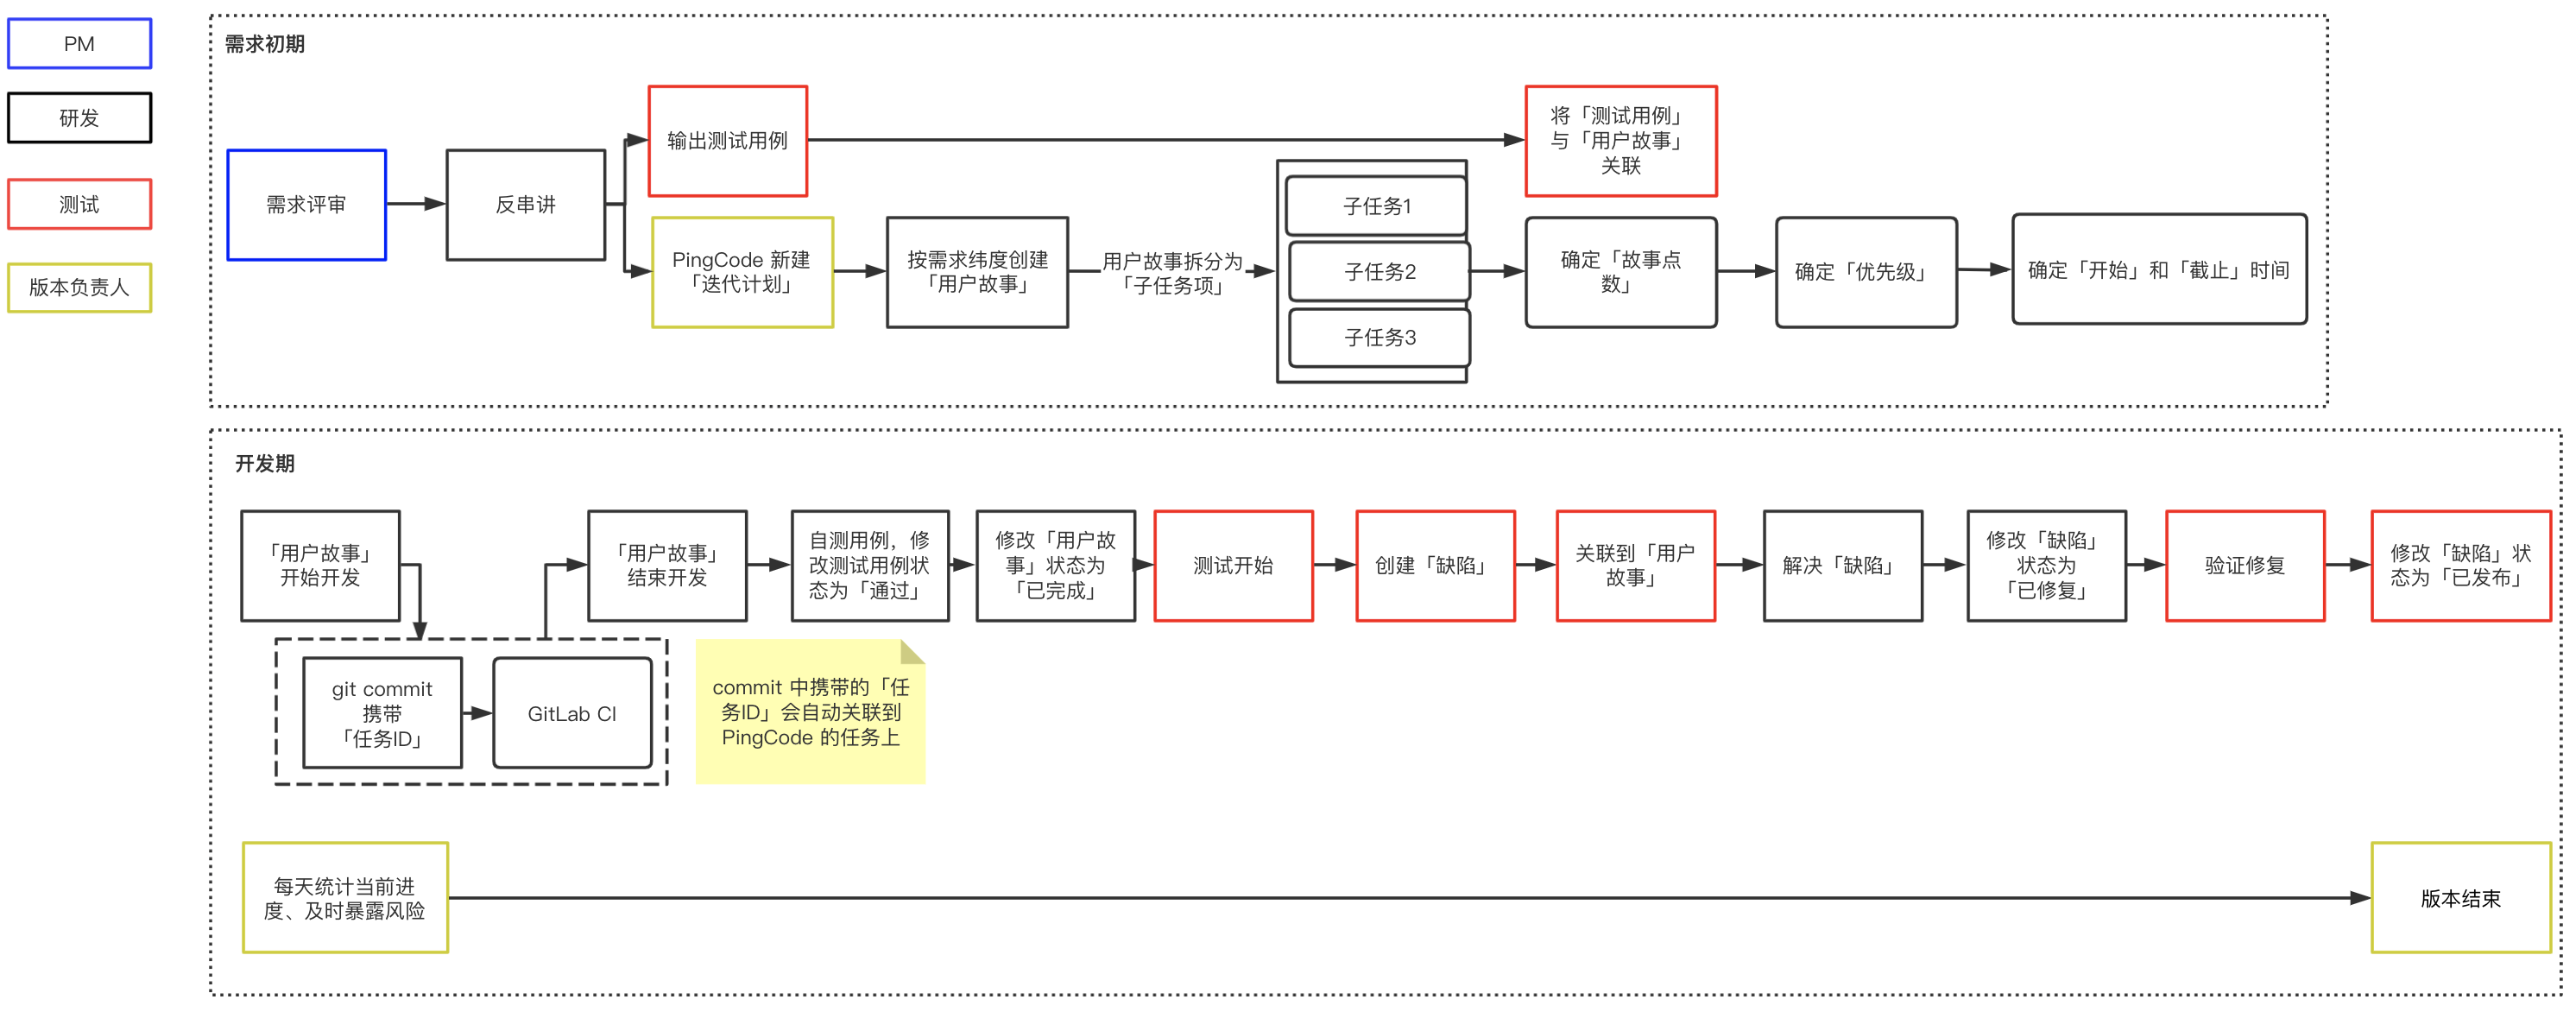 PM
研发
测试
版本负责人
需求初期
需求评审
反串讲
输出测试用例
PingCode 新建
「迭代计划」
按需求纬度创建
「用户故事」
用户故事拆分为
「子任务项」
子任务1
子任务2
子任务3
将「测试用例」
与「用户故事」
关联
确定「故事点
数」
确定「优先级」
确定「开始」和「截止」时间
开发期
「用户故事」
开始开发
git commit
携带
「任务ID」
GitLab CI
「用户故事」
结束开发
自测用例，修
改测试用例状
态为「通过」
修改「用户故
事」状态为
「已完成」
测试开始
创建「缺陷」
关联到「用户
故事」
解决「缺陷」
修改「缺陷」
状态为
「已修复」
验证修复
修改「缺陷」状
态为「已发布」
commit 中携带的「任
务ID」会自动关联到
PingCode 的任务上
每天统计当前进
度、及时暴露风险
版本结束